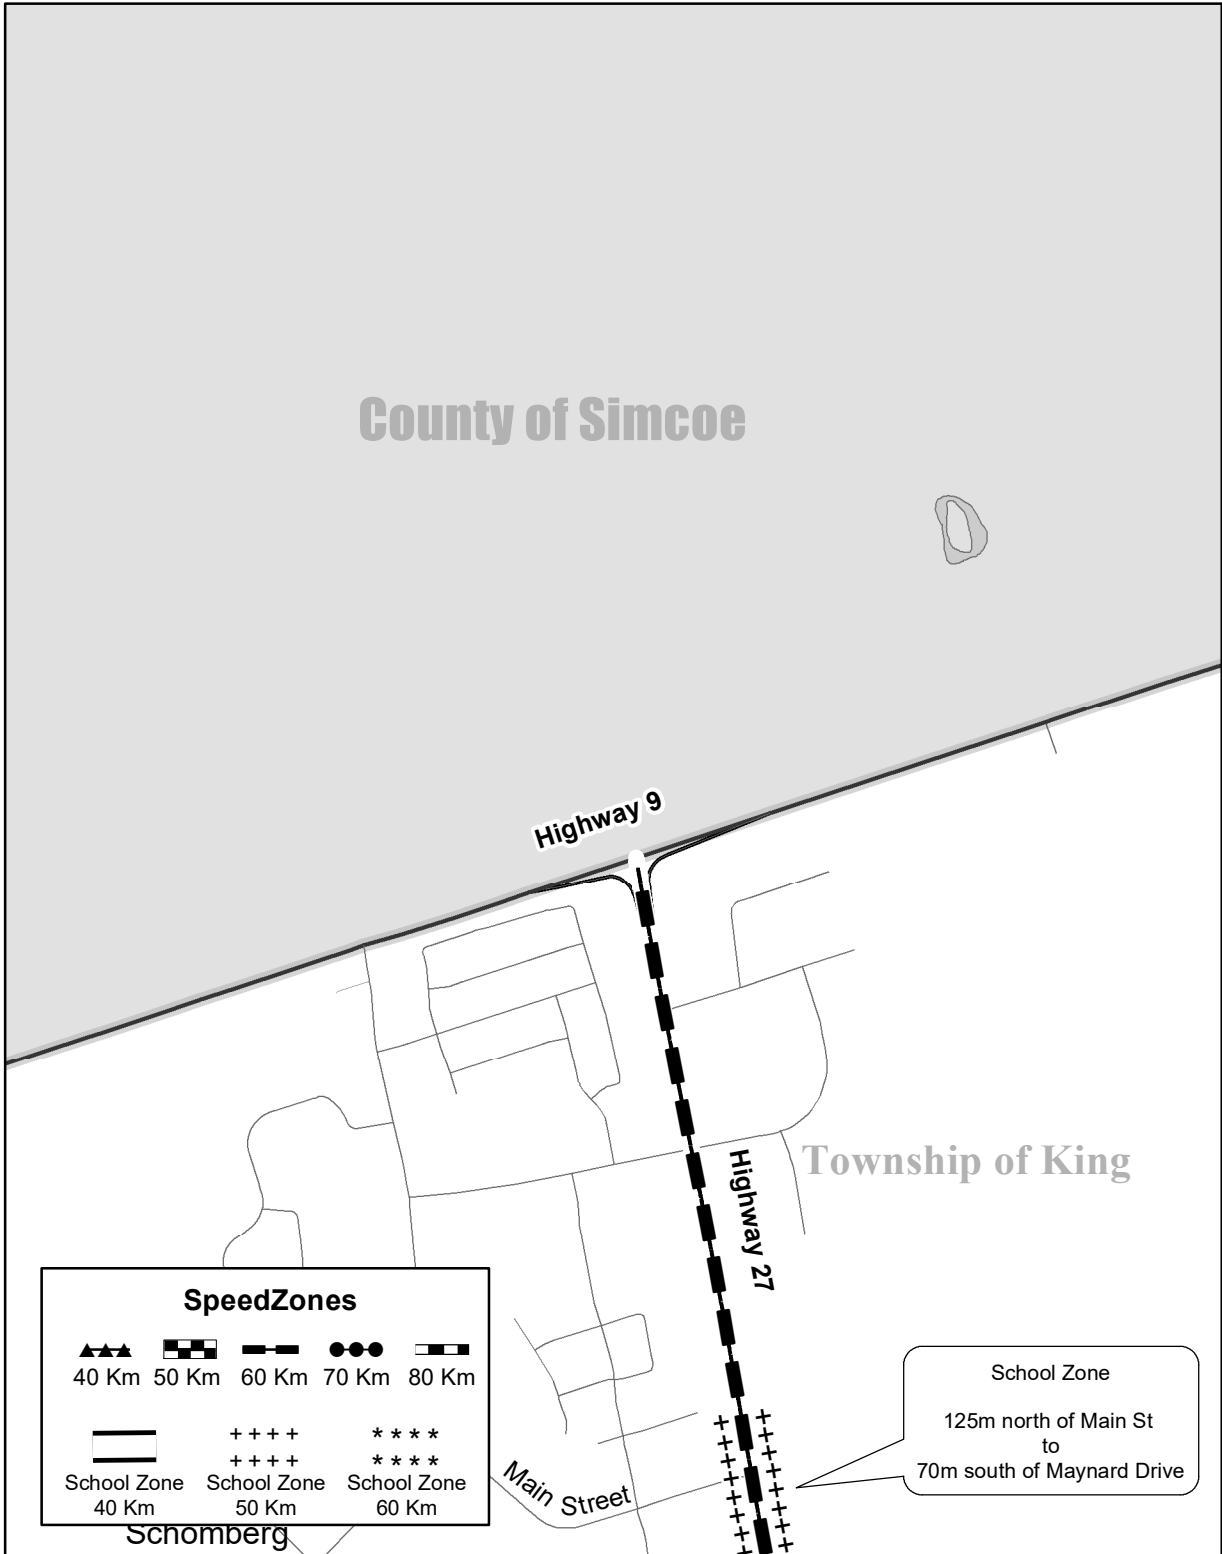 County of Simcoe
Highway 9
Township of King
Highway 27
SpeedZones
40 Km 50 Km 60 Km 70 Km 80 Km
++++ ****
++++ ****
School Zone School Zone School Zone
40 Km 50 Km 60 Km
School Zone
125m north of Main St
to
70m south of Maynard Drive
Main Street
Schomberg